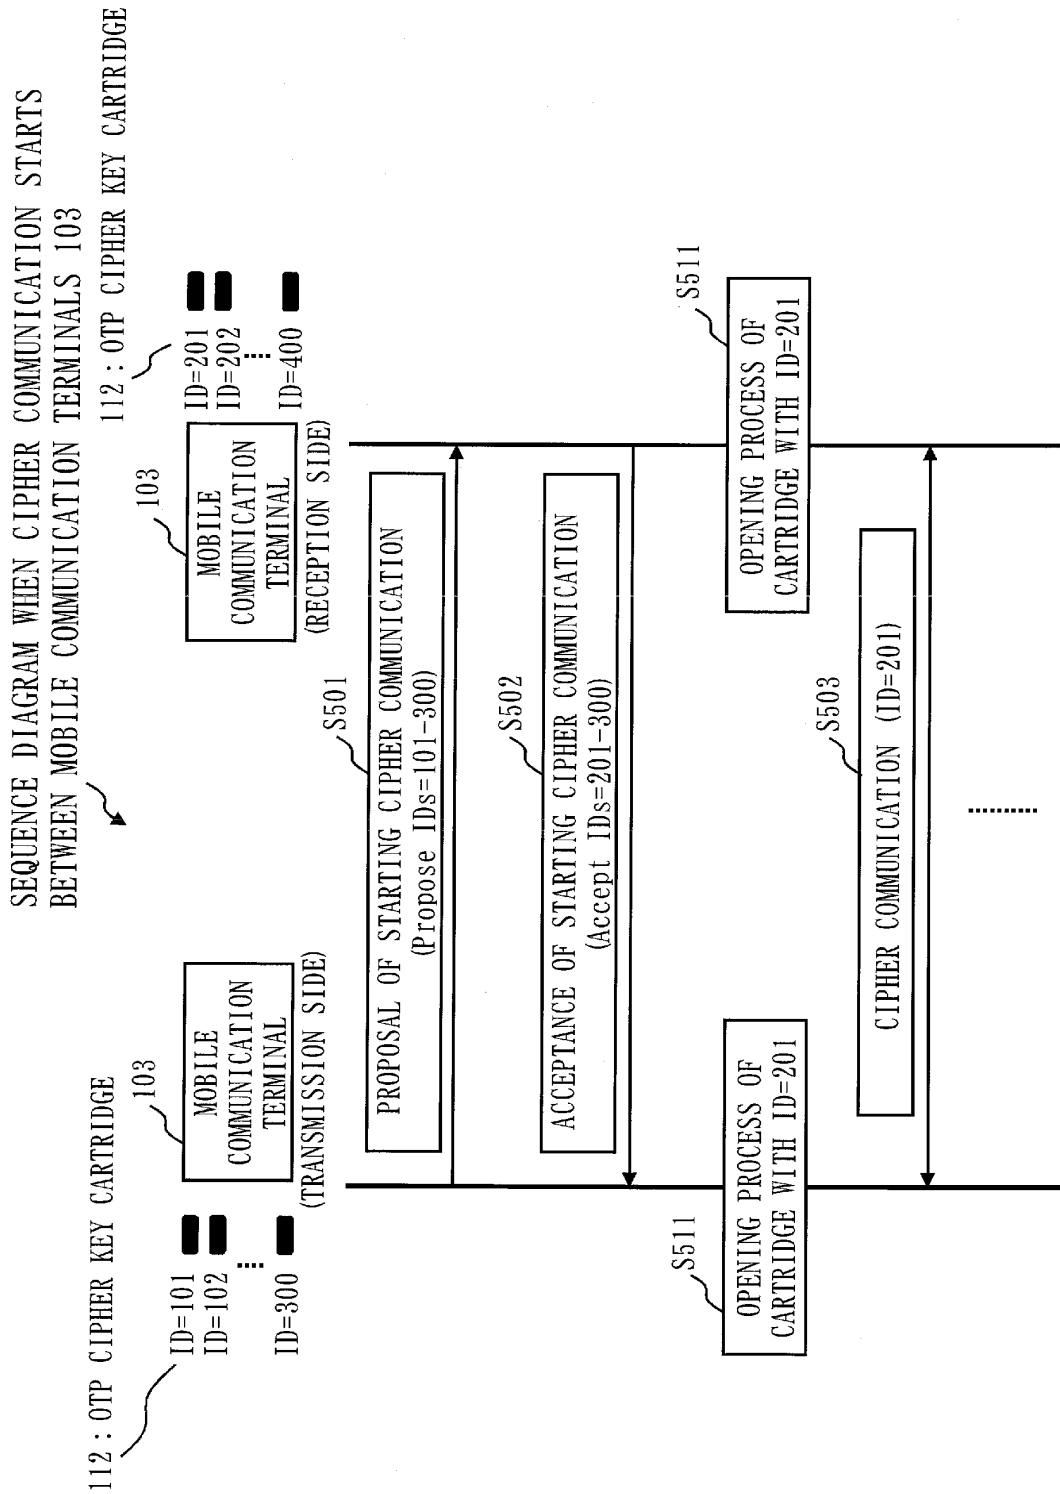 SEQUENCE DIAGRAM WHEN CIPHER COMMUNICATION STARTS
BETWEEN MOBILE COMMUNICATION TERMINALS 103
112:OTP CIPHER KEY CARTRIDGE
103
ID=101
ID=102
ID=300
MOBILE
COMMUNICATION
TERMINAL
(TRANSMISSION SIDE)
112:OTP CIPHER KEY CARTRIDGE
103
MOBILE
COMMUNICATION
TERMINAL
(RECEPTION SIDE)
ID=201
ID=202
ID=400
S501
PROPOSAL OF STARTING CIPHER COMMUNICATION
(Propose IDs=101-300)
S502
ACCEPTANCE OF STARTING CIPHER COMMUNICATION
(Accept IDs=201-300)
S511
OPENING PROCESS OF
CARTRIDGE WITH ID=201
S511
OPENING PROCESS OF
CARTRIDGE WITH ID=201
S503
CIPHER COMMUNICATION (ID=201)